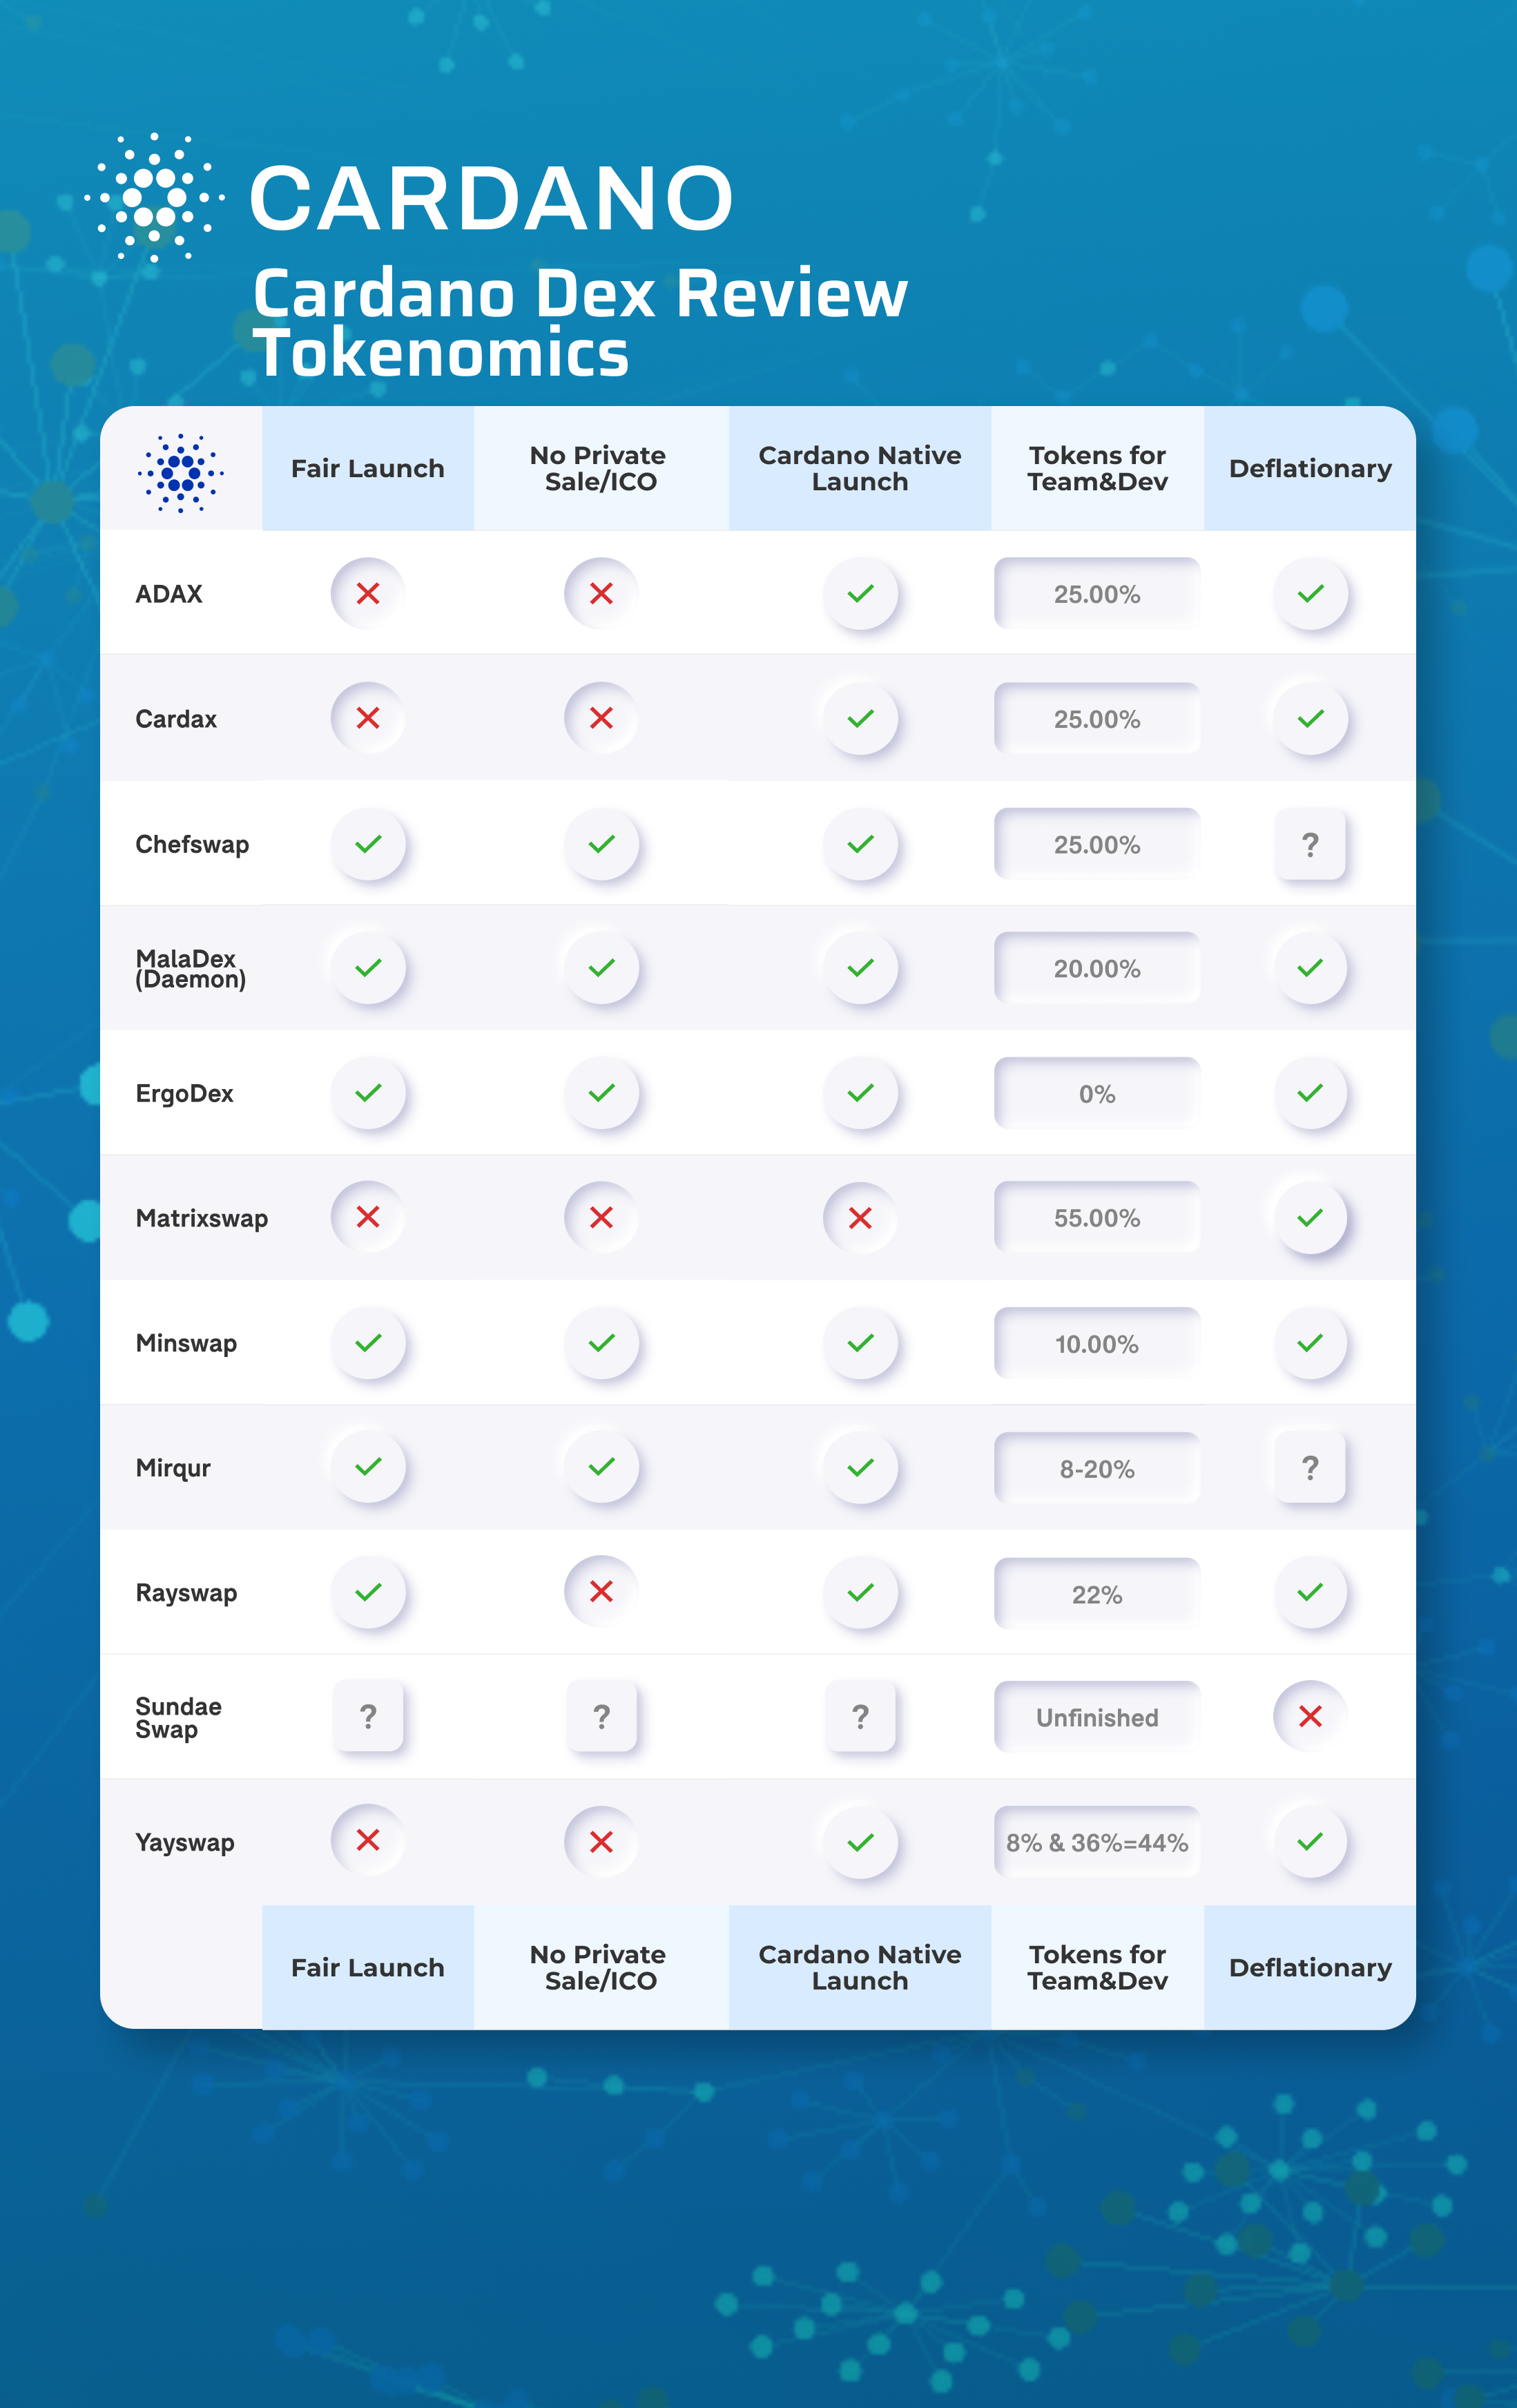 CARDANO
Cardano Dex Review
Tokenomics
Fair Launch
No Private
Sale/ICO
Cardano Native
Launch
Tokens for
Team&Dev
Deflationary
ADAX
25.00%
Cardax
25.00%
Chefswap
25.00%
?
MalaDex
(Daemon)
20.00%
ErgoDex
0%
Matrixswap
55.00%
Minswap
10.00%
Mirqur
8-20%
?
Rayswap
22%
Sundae
Swap
?
?
?
Unfinished
Yayswap
8% & 36%=44%
Fair Launch
No Private
Sale/ICO
Cardano Native
Launch
Tokens for
Team&Dev
Deflationary